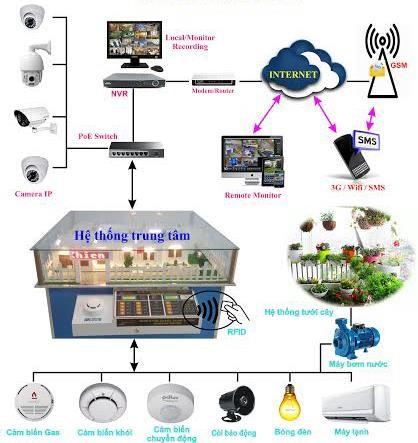 Local/Monitor
Recording
NVR
Modem/Router
INTERNET
GSM
PoE Switch
SMS
Camera IP
Remote Monitor
3G / Wifi / SMS
Hệ thống trung tâm
khien
RFID
Hệ thống tưới cây
Máy bơm nước
Cảm biến Gas
Cảm biến khói
Cảm biến
chuyển động
Còi báo động
Bóng đèn
Máy lạnh